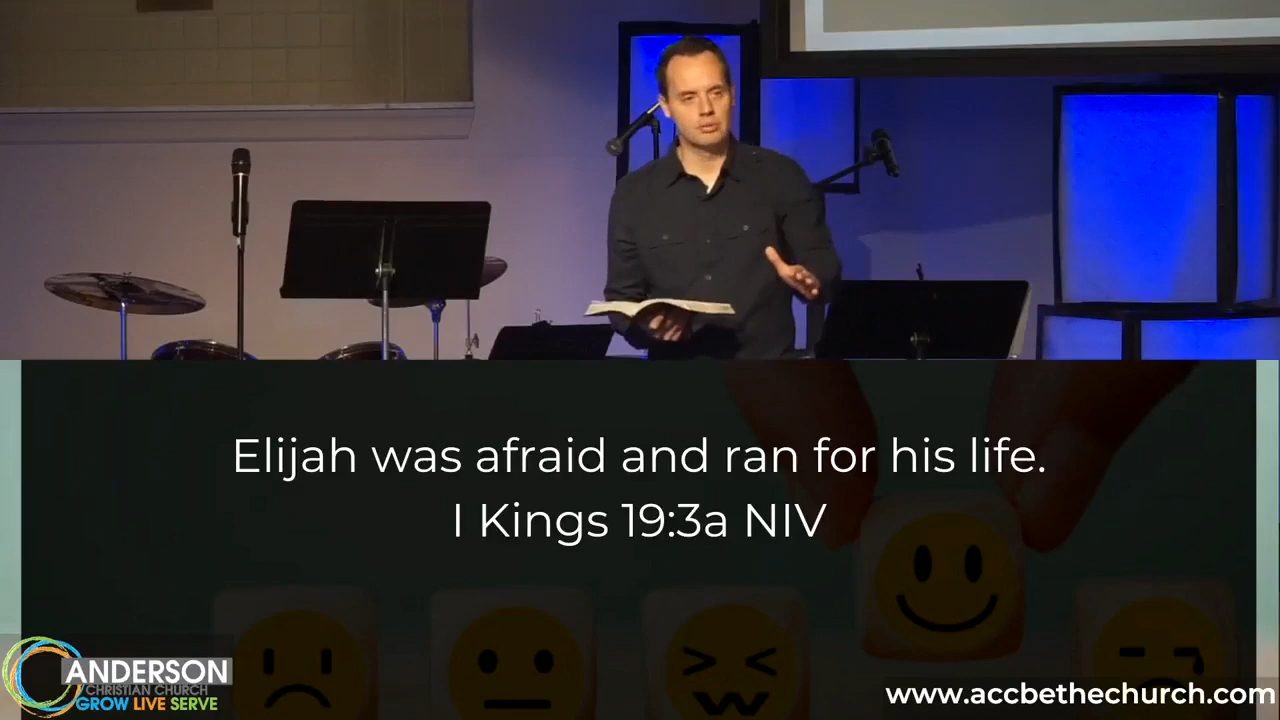 Elijah was afraid and ran for his life.
I Kings 19:3a NIV
ANDERSON
CHRISTIAN CHURCH
GROW LIVE SERVE
www.accbethechurch.com